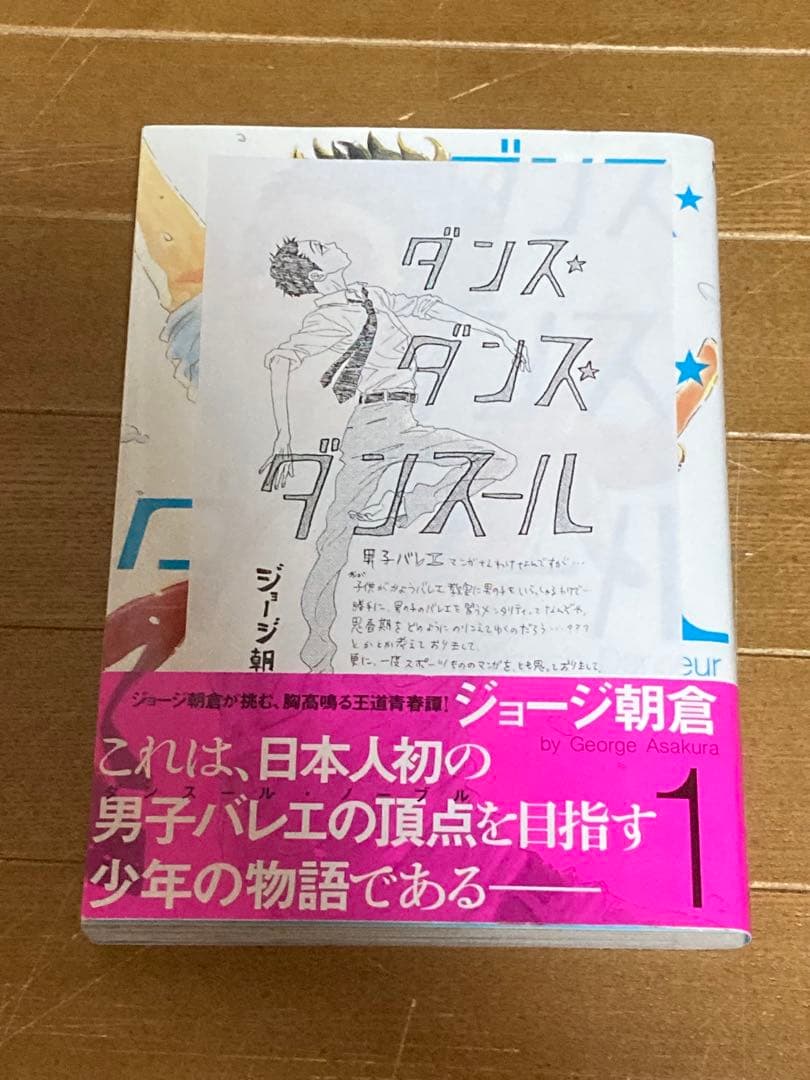 ダンス☆
ダンス☆
ダンスール
ジョージ朝
男子バレエ マンガなわけなんですが…
我が
子供がかようバレエ教室に男の子もいらっしゃるわけで…
勝手に、男の子のバレエを習うメンタリティってなんぞや、
思春期をどのようにのりこえてゆくのだろう…???
とかとか考えておりまして、
更に、一度スポーツもののマンガを、とも思っておりまして、
eur
ジョージ朝倉が挑む、胸高鳴る王道青春譚!
ジョージ朝倉
by George Asakura
1
これは、日本人初の
ダンスール・ノーブル
男子バレエの頂点を目指す
少年の物語である——